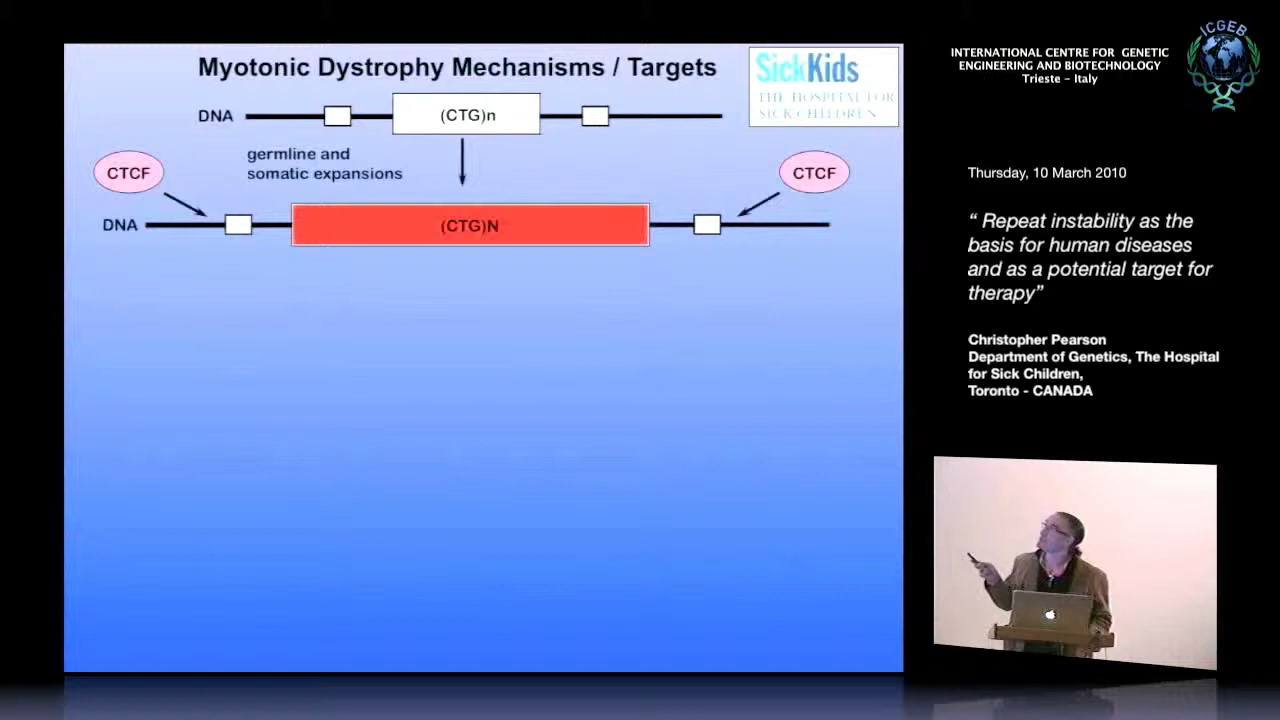 Myotonic Dystrophy Mechanisms / Targets
SickKids
THE HOSPITAL FOR
SICK CHILDREN
DNA
(CTG)n
germline and
somatic expansions
CTCF
CTCF
DNA
(CTG)N
ICGEB
INTERNATIONAL CENTRE FOR GENETIC
ENGINEERING AND BIOTECHNOLOGY
Trieste - Italy
Thursday, 10 March 2010
“ Repeat instability as the
basis for human diseases
and as a potential target for
therapy”
Christopher Pearson
Department of Genetics, The Hospital
for Sick Children,
Toronto - CANADA